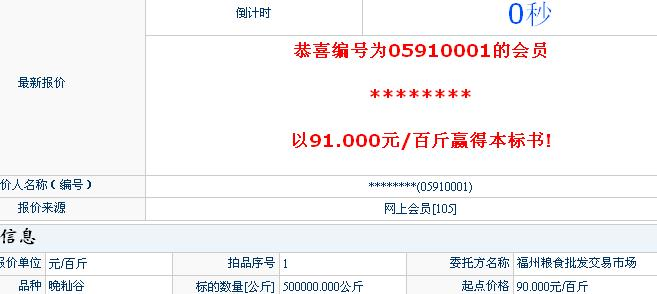 倒计时 0秒
最新报价
恭喜编号为05910001的会员
********
以91.000元/百斤赢得本标书!
价人名称（编号） ********(05910001)
报价来源 网上会员[105]
信息
报价单位 元/百斤 拍品序号 1 委托方名称 福州粮食批发交易市场
品种 晚籼谷 标的数量[公斤] 500000.000公斤 起点价格 90.000元/百斤